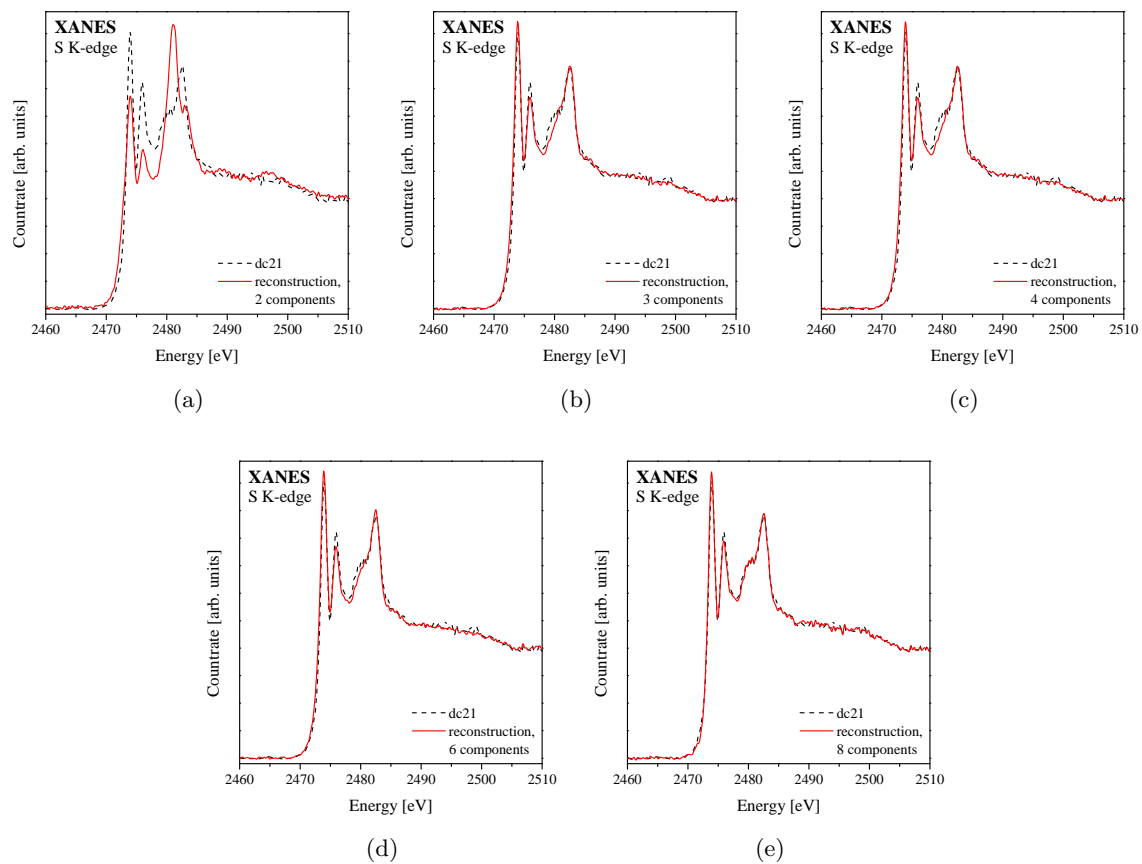 XANES
S K-edge
Countrate [arb. units]
dc21
reconstruction,
2 components
2460 2470 2480 2490 2500 2510
Energy [eV]
(a)
XANES
S K-edge
Countrate [arb. units]
dc21
reconstruction,
3 components
2460 2470 2480 2490 2500 2510
Energy [eV]
(b)
XANES
S K-edge
Countrate [arb. units]
dc21
reconstruction,
4 components
2460 2470 2480 2490 2500 2510
Energy [eV]
(c)
XANES
S K-edge
Countrate [arb. units]
dc21
reconstruction,
6 components
2460 2470 2480 2490 2500 2510
Energy [eV]
(d)
XANES
S K-edge
Countrate [arb. units]
dc21
reconstruction,
8 components
2460 2470 2480 2490 2500 2510
Energy [eV]
(e)